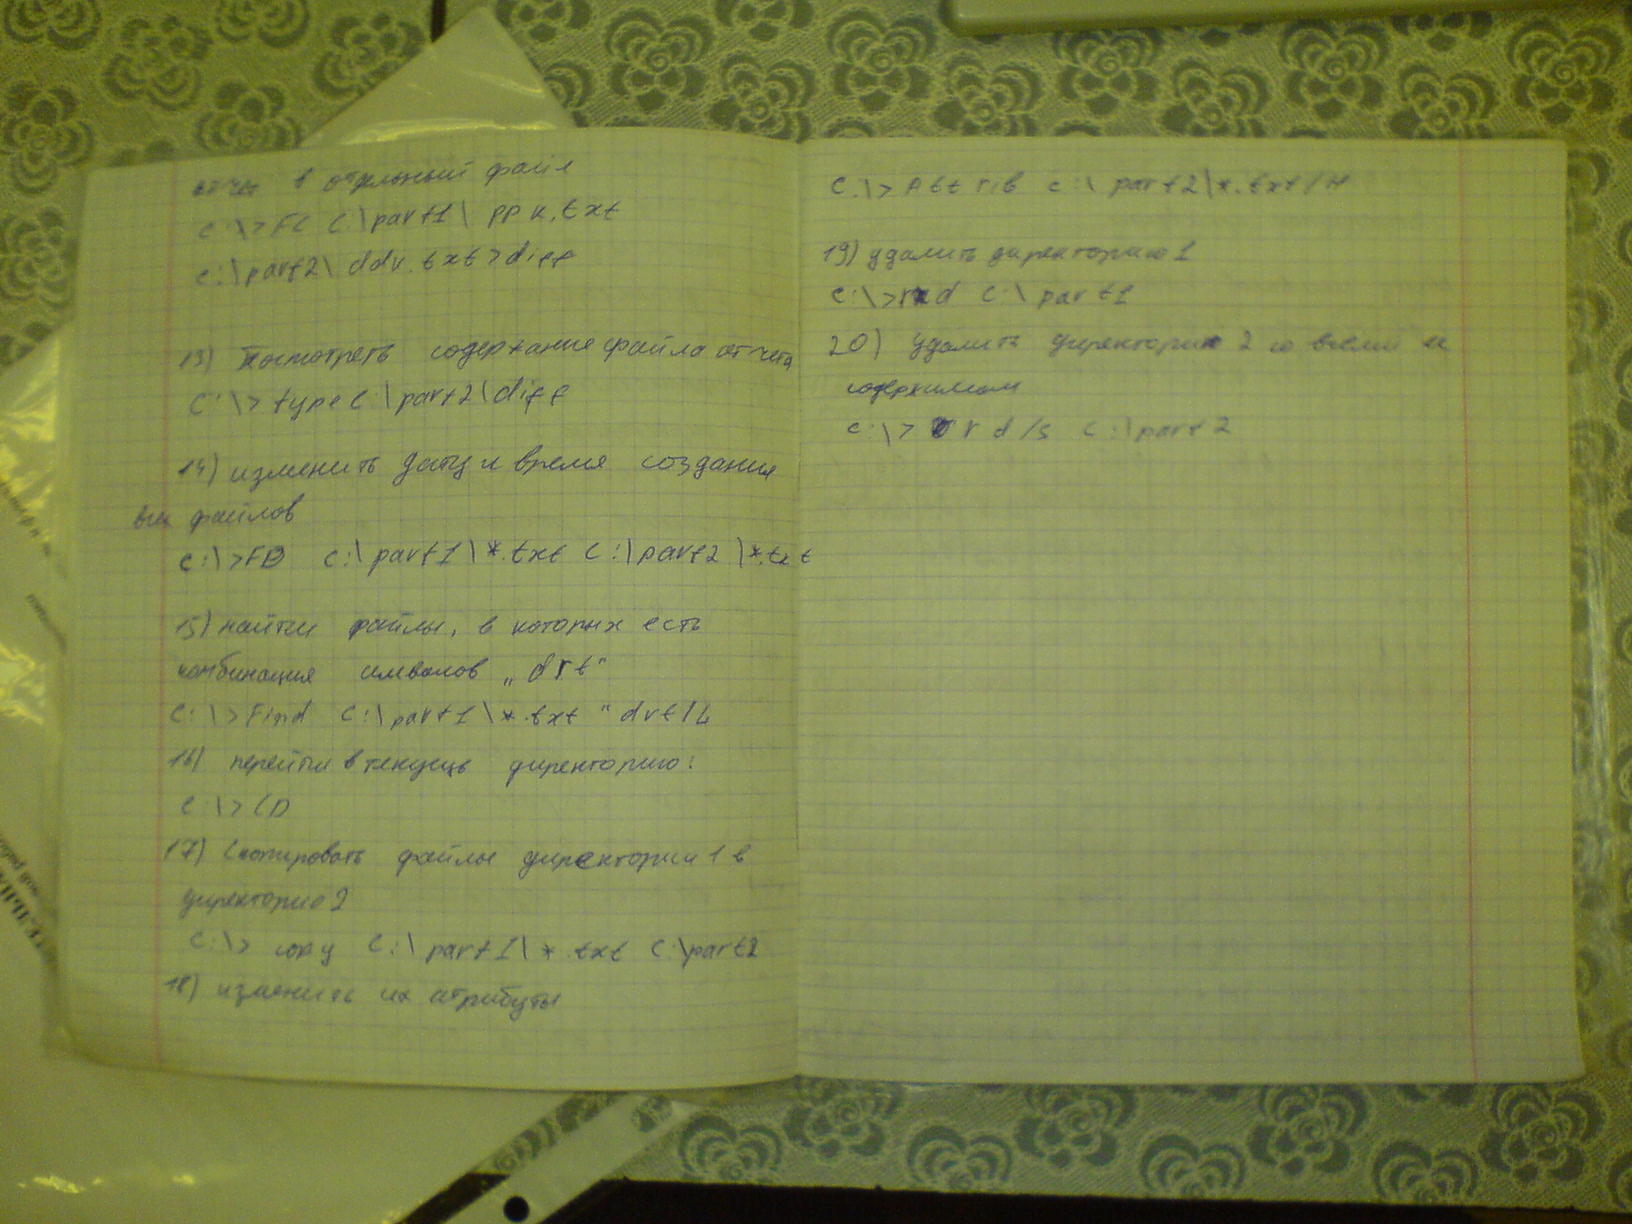 в отдельный файл
c:\>FC C:\part1\ ppk.txt
c:\part2\ ddr.txt>diff
13) Посмотреть содержание файла отчета
C:\>type C:\part2\diff
14) изменить дату и время создания
всех файлов
c:\>FD c:\part1\*.txt C:\part2\*.txt
15) найти файлы, в которых есть
комбинация символов „drt“
C:\>Find C:\part1\*.txt "drt/L
16) перейти в текущую директорию:
C:\>CD
17) Скопировать файлы директории 1 в
директорию 2
C:\> copy C:\part1\*.txt C:\part2
18) изменить их атрибуты
C:\>Attrib c:\part2\*.txt/H
19) удалить директорию 1
C:\>rd C:\part1
20) Удалить директорию 2 со всем ее
содержимым
C:\> rd /s C:\part2